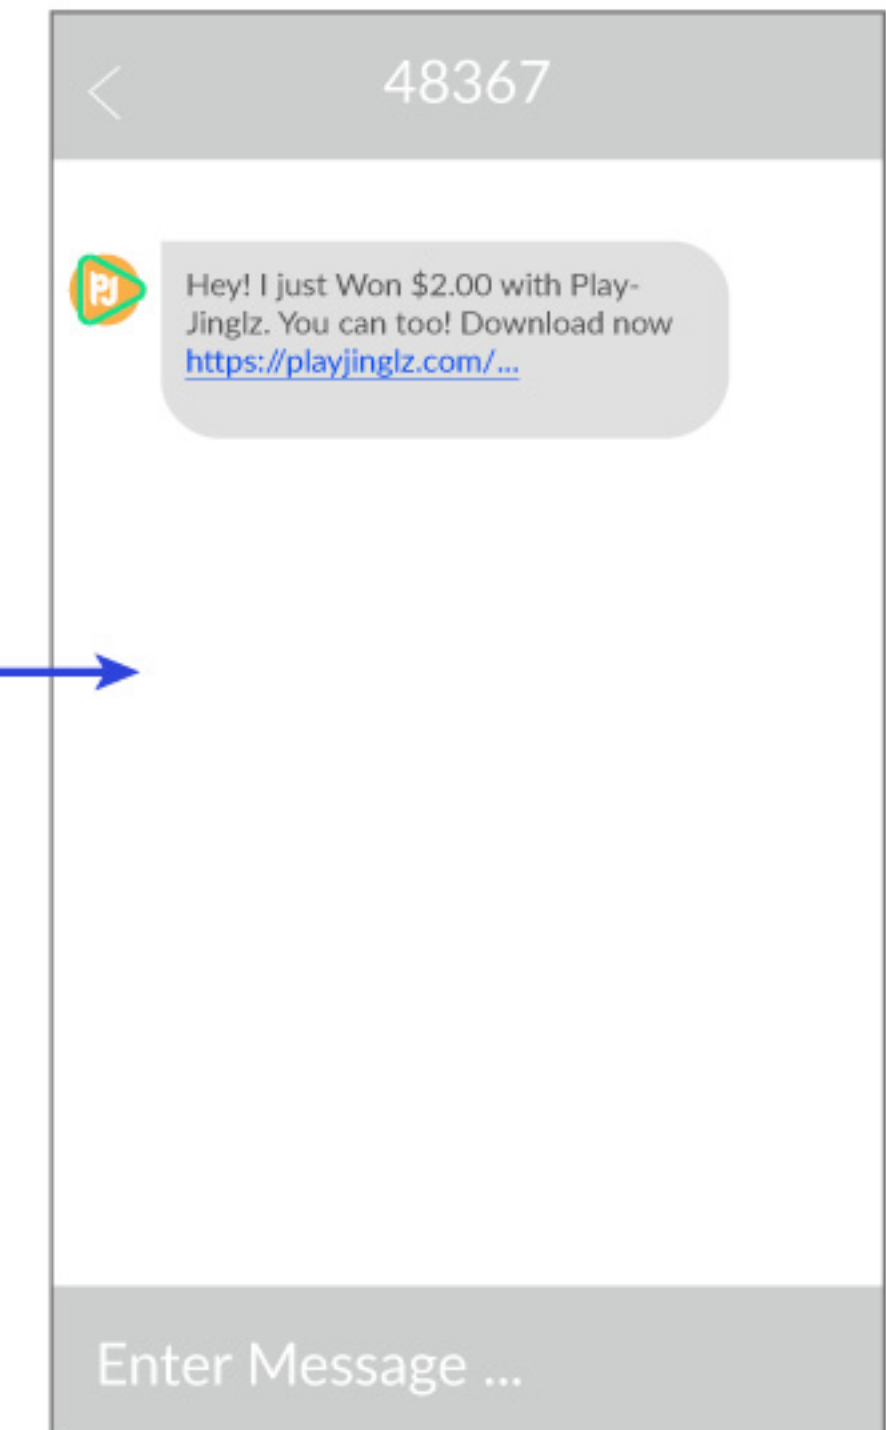 48367
PJ
Hey! I just Won $2.00 with Play-
Jinglz. You can too! Download now
https://playjinglz.com/...
Enter Message ...